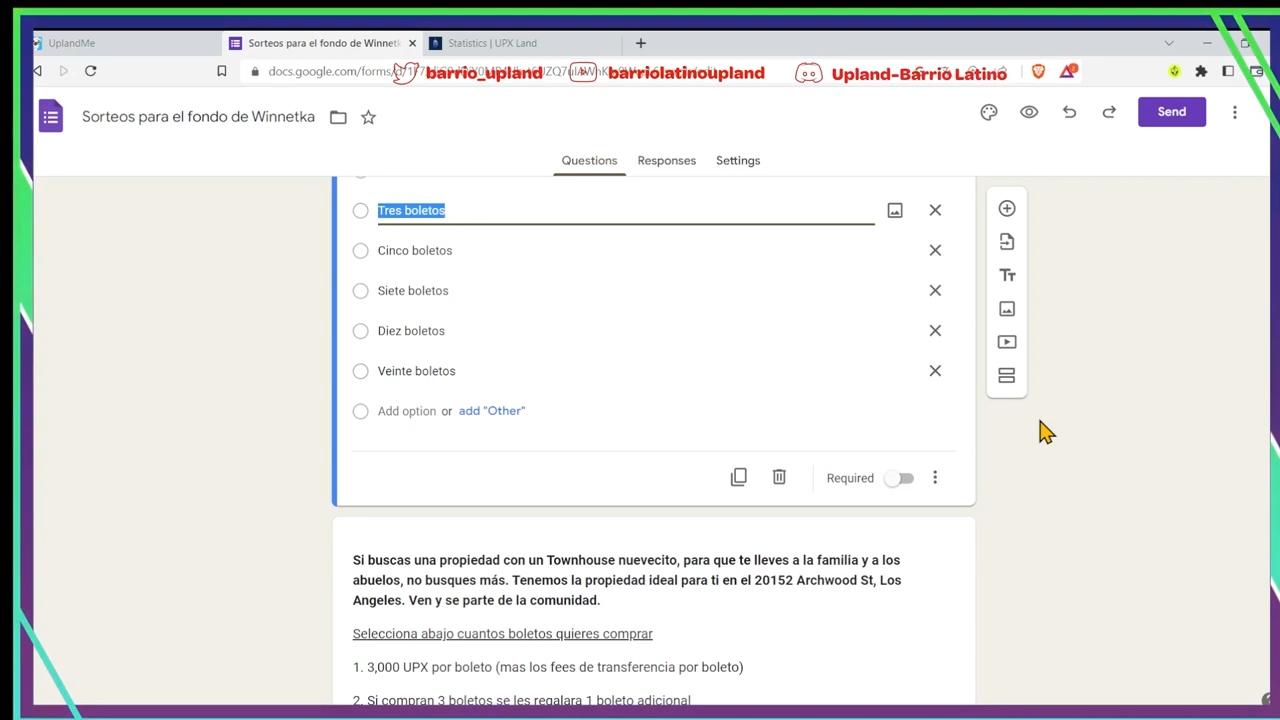 UplandMe
Sorteos para el fondo de Winnetk
Statistics | UPX Land
docs.google.com/forms/d/
barrio_upland
barriolatinoupland
Upland-Barrio Latino
2
Sorteos para el fondo de Winnetka
Send
Questions
Responses
Settings
Tres boletos
Cinco boletos
Siete boletos
Diez boletos
Veinte boletos
Add option or add "Other"
Required
Si buscas una propiedad con un Townhouse nuevecito, para que te lleves a la familia y a los
abuelos, no busques más. Tenemos la propiedad ideal para ti en el 20152 Archwood St, Los
Angeles. Ven y se parte de la comunidad.
Selecciona abajo cuantos boletos quieres comprar
1. 3,000 UPX por boleto (mas los fees de transferencia por boleto)
2. Si compran 3 boletos se les regalara 1 boleto adicional